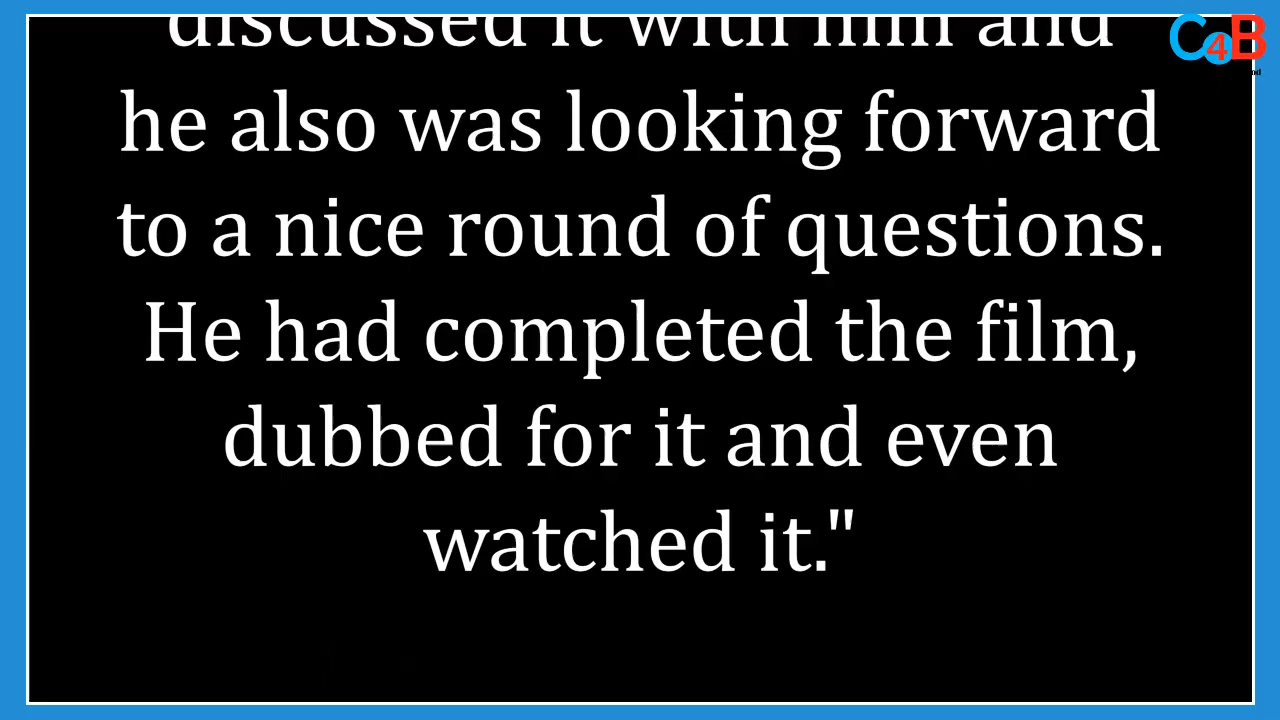 discussed it with him and
he also was looking forward
to a nice round of questions.
He had completed the film,
dubbed for it and even
watched it."
C4B